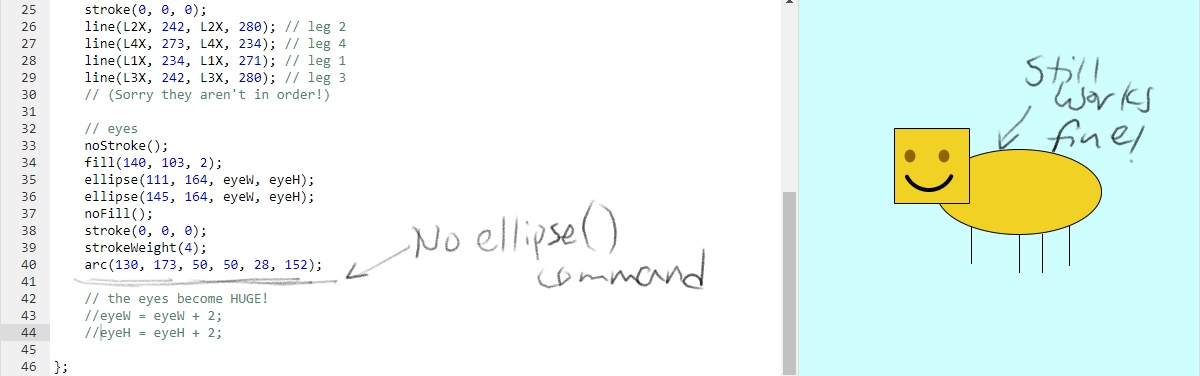 25 stroke(0, 0, 0);
26 line(L2X, 242, L2X, 280); // leg 2
27 line(L4X, 273, L4X, 234); // leg 4
28 line(L1X, 234, L1X, 271); // leg 1
29 line(L3X, 242, L3X, 280); // leg 3
30 // (Sorry they aren't in order!)
31
32 // eyes
33 noStroke();
34 fill(140, 103, 2);
35 ellipse(111, 164, eyeW, eyeH);
36 ellipse(145, 164, eyeW, eyeH);
37 noFill();
38 stroke(0, 0, 0);
39 strokeWeight(4);
40 arc(130, 173, 50, 50, 28, 152);
41
42 // the eyes become HUGE!
43 //eyeW = eyeW + 2;
44 //eyeH = eyeH + 2;
45
46 };
No ellipse()
command
Still
works
fine!